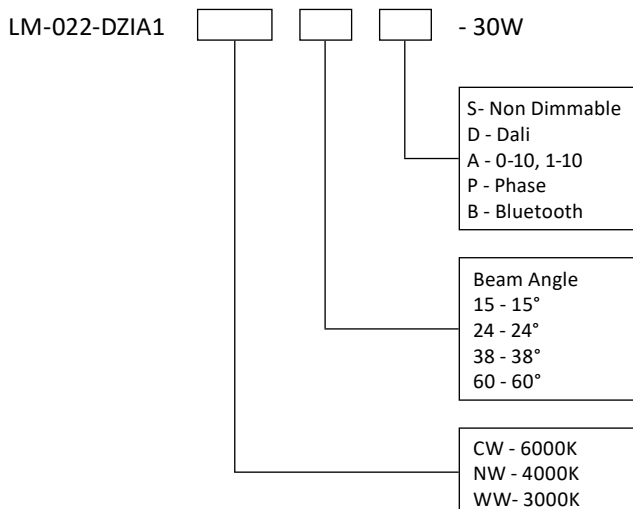 LM-022-DZIA1 - 30W
S- Non Dimmable
D - Dali
A - 0-10, 1-10
P - Phase
B - Bluetooth
Beam Angle
15 - 15°
24 - 24°
38 - 38°
60 - 60°
CW - 6000K
NW - 4000K
WW- 3000K